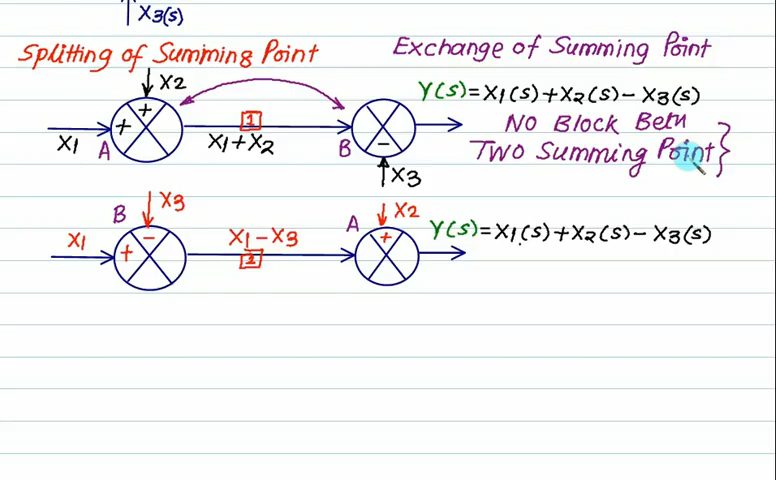 X3(s)
Splitting of Summing Point
Exchange of Summing Point
X2
Y(s)=X1(s)+X2(s)-X3(s)
+
+
1
No Block Betn
X1
A
X1+X2
B
-
Two Summing Point
X3
B
X3
A
X2
X1
-
+
X1-X3
2
+
Y(s)=X1(s)+X2(s)-X3(s)